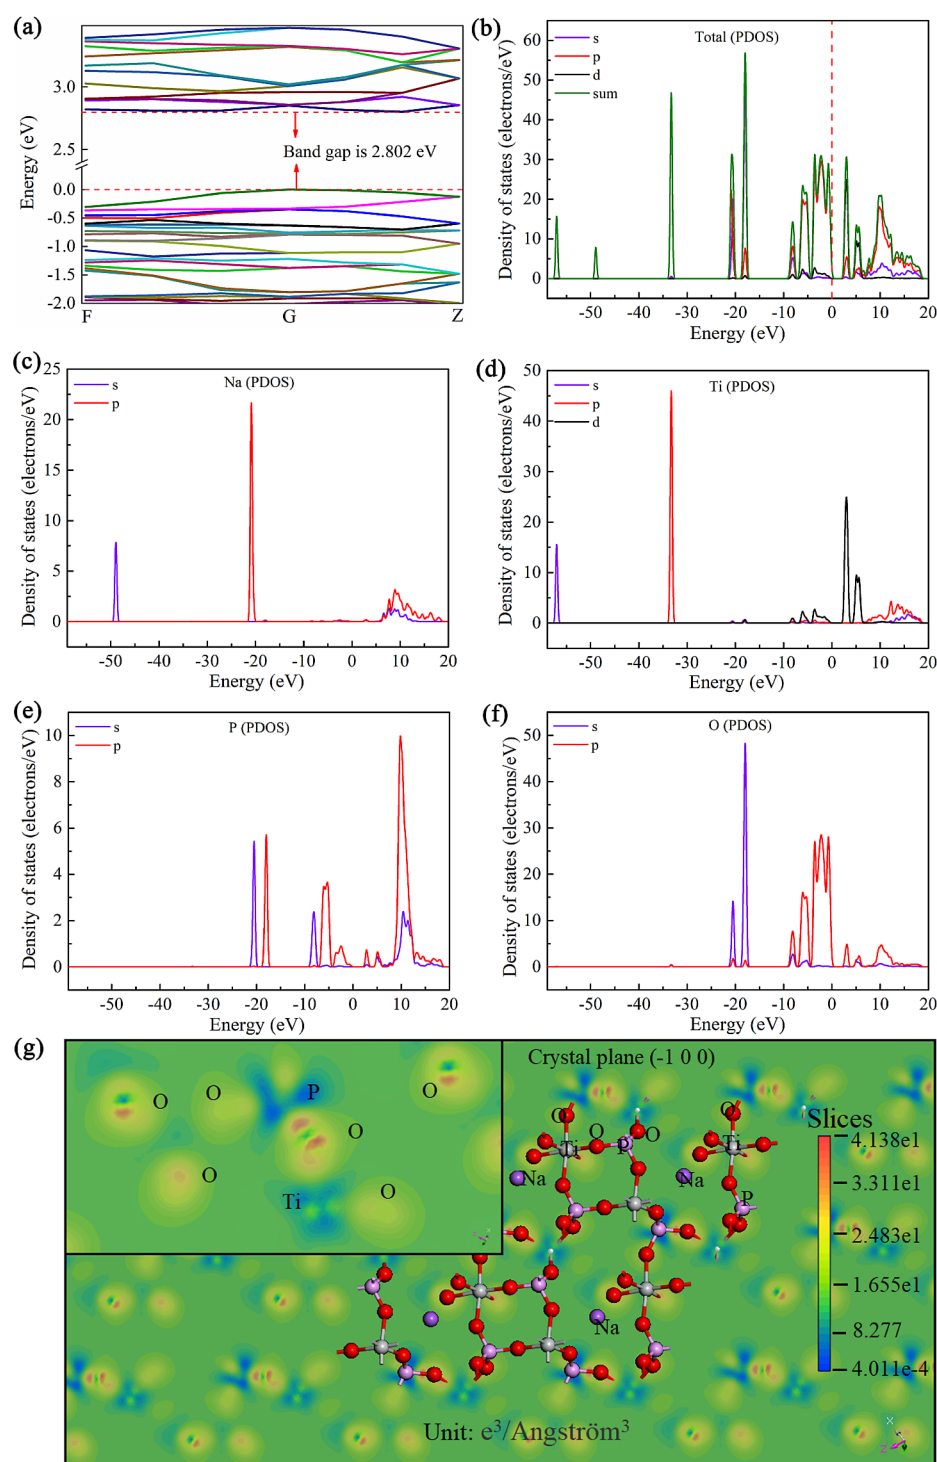 (a)
Energy (eV)
3.0
2.5
0.0
-0.5
-1.0
-1.5
-2.0
Band gap is 2.802 eV
F
G
Z
(b)
Total (PDOS)
s
p
d
sum
Density of states (electrons/eV)
60
50
40
30
20
10
0
-50 -40 -30 -20 -10 0 10 20
Energy (eV)
(c)
Na (PDOS)
s
p
Density of states (electrons/eV)
25
20
15
10
5
0
-50 -40 -30 -20 -10 0 10 20
Energy (eV)
(d)
Ti (PDOS)
s
p
d
Density of states (electrons/eV)
50
40
30
20
10
0
-50 -40 -30 -20 -10 0 10 20
Energy (eV)
(e)
P (PDOS)
s
p
Density of states (electrons/eV)
10
8
6
4
2
0
-50 -40 -30 -20 -10 0 10 20
Energy (eV)
(f)
O (PDOS)
s
p
Density of states (electrons/eV)
50
40
30
20
10
0
-50 -40 -30 -20 -10 0 10 20
Energy (eV)
(g)
P
O
O
O
O
O
Ti
O
Crystal plane (-1 0 0)
O
O
O
P
Ti
Na
O
Ti
Na
P
Na
Slices
4.138e1
3.311e1
2.483e1
1.655e1
8.277
4.011e-4
Unit: e³/Angström³
X
Z